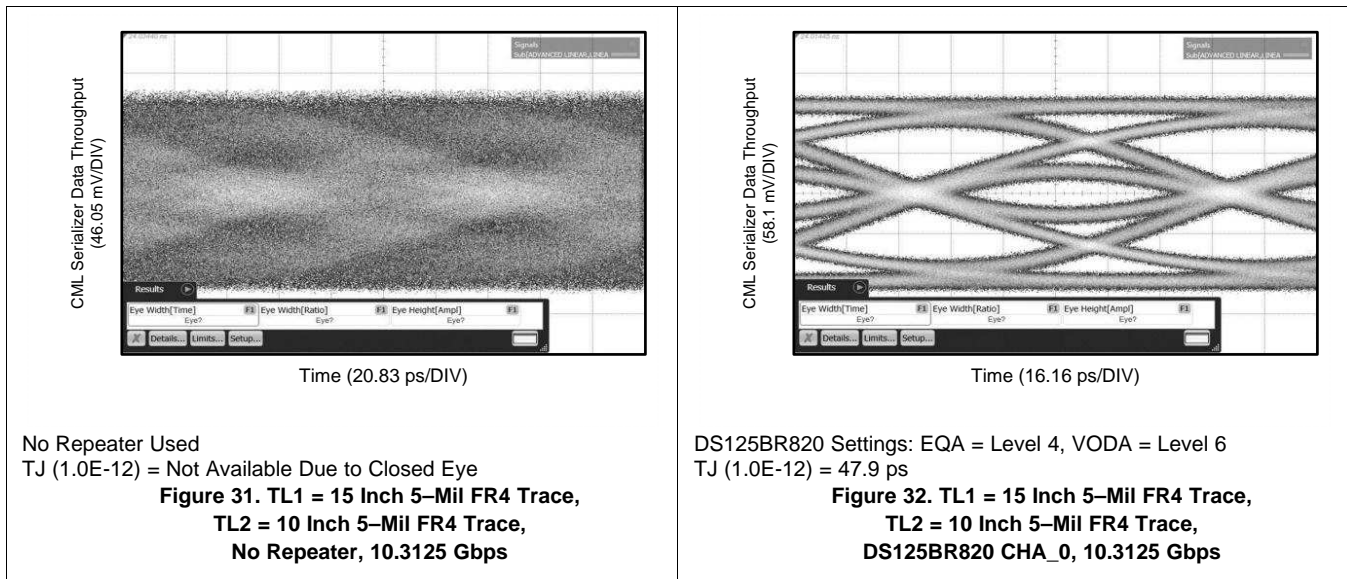 24.07440 ns
Signals
CML Serializer Data Throughput
(46.05 mV/DIV)
Results
Eye Width[Time] F1 Eye Width[Ratio] F1 Eye Height[Ampl] F1
Eye? Eye? Eye?
X Details... Limits... Setup...
Time (20.83 ps/DIV)
No Repeater Used
TJ (1.0E-12) = Not Available Due to Closed Eye
Figure 31. TL1 = 15 Inch 5–Mil FR4 Trace,
TL2 = 10 Inch 5–Mil FR4 Trace,
No Repeater, 10.3125 Gbps
Signals
CML Serializer Data Throughput
(58.1 mV/DIV)
Results
Eye Width[Time] F1 Eye Width[Ratio] F1 Eye Height[Ampl] F1
Eye? Eye? Eye?
X Details... Limits... Setup...
Time (16.16 ps/DIV)
DS125BR820 Settings: EQA = Level 4, VODA = Level 6
TJ (1.0E-12) = 47.9 ps
Figure 32. TL1 = 15 Inch 5–Mil FR4 Trace,
TL2 = 10 Inch 5–Mil FR4 Trace,
DS125BR820 CHA_0, 10.3125 Gbps